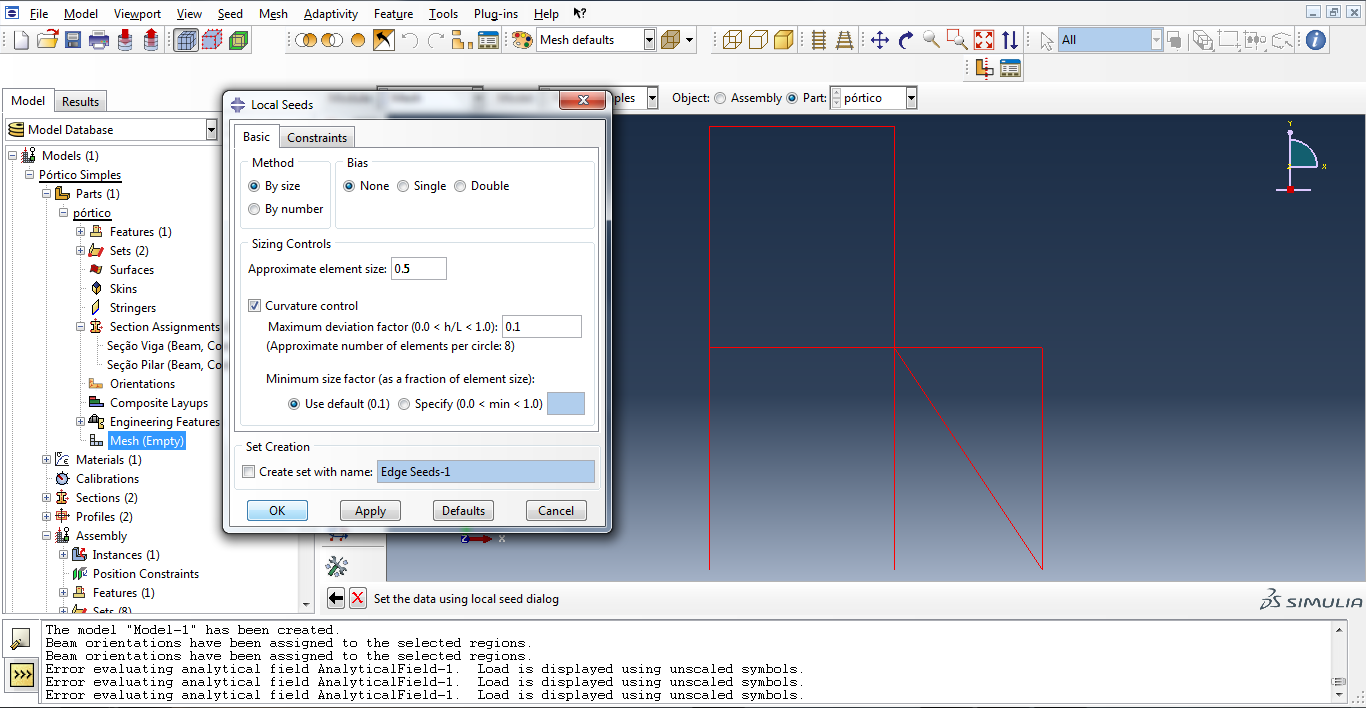 File Model Viewport View Seed Mesh Adaptivity Feature Tools Plug-ins Help
Mesh defaults
All
Model Results
Local Seeds
ples Object: Assembly Part: pórtico
Model Database
Models (1)
Pórtico Simples
Parts (1)
pórtico
Features (1)
Sets (2)
Surfaces
Skins
Stringers
Section Assignments
Seção Viga (Beam, Co
Seção Pilar (Beam, Co
Orientations
Composite Layups
Engineering Features
Mesh (Empty)
Materials (1)
Calibrations
Sections (2)
Profiles (2)
Assembly
Instances (1)
Position Constraints
Features (1)
Sets (8)
Basic Constraints
Method Bias
By size None Single Double
By number
Sizing Controls
Approximate element size: 0.5
Curvature control
Maximum deviation factor (0.0 < h/L < 1.0): 0.1
(Approximate number of elements per circle: 8)
Minimum size factor (as a fraction of element size):
Use default (0.1) Specify (0.0 < min < 1.0)
Set Creation
Create set with name: Edge Seeds-1
OK Apply Defaults Cancel
Y
X
Z X
Set the data using local seed dialog
SIMULIA
The model "Model-1" has been created.
Beam orientations have been assigned to the selected regions.
Beam orientations have been assigned to the selected regions.
Error evaluating analytical field AnalyticalField-1. Load is displayed using unscaled symbols.
Error evaluating analytical field AnalyticalField-1. Load is displayed using unscaled symbols.
Error evaluating analytical field AnalyticalField-1. Load is displayed using unscaled symbols.
>>>